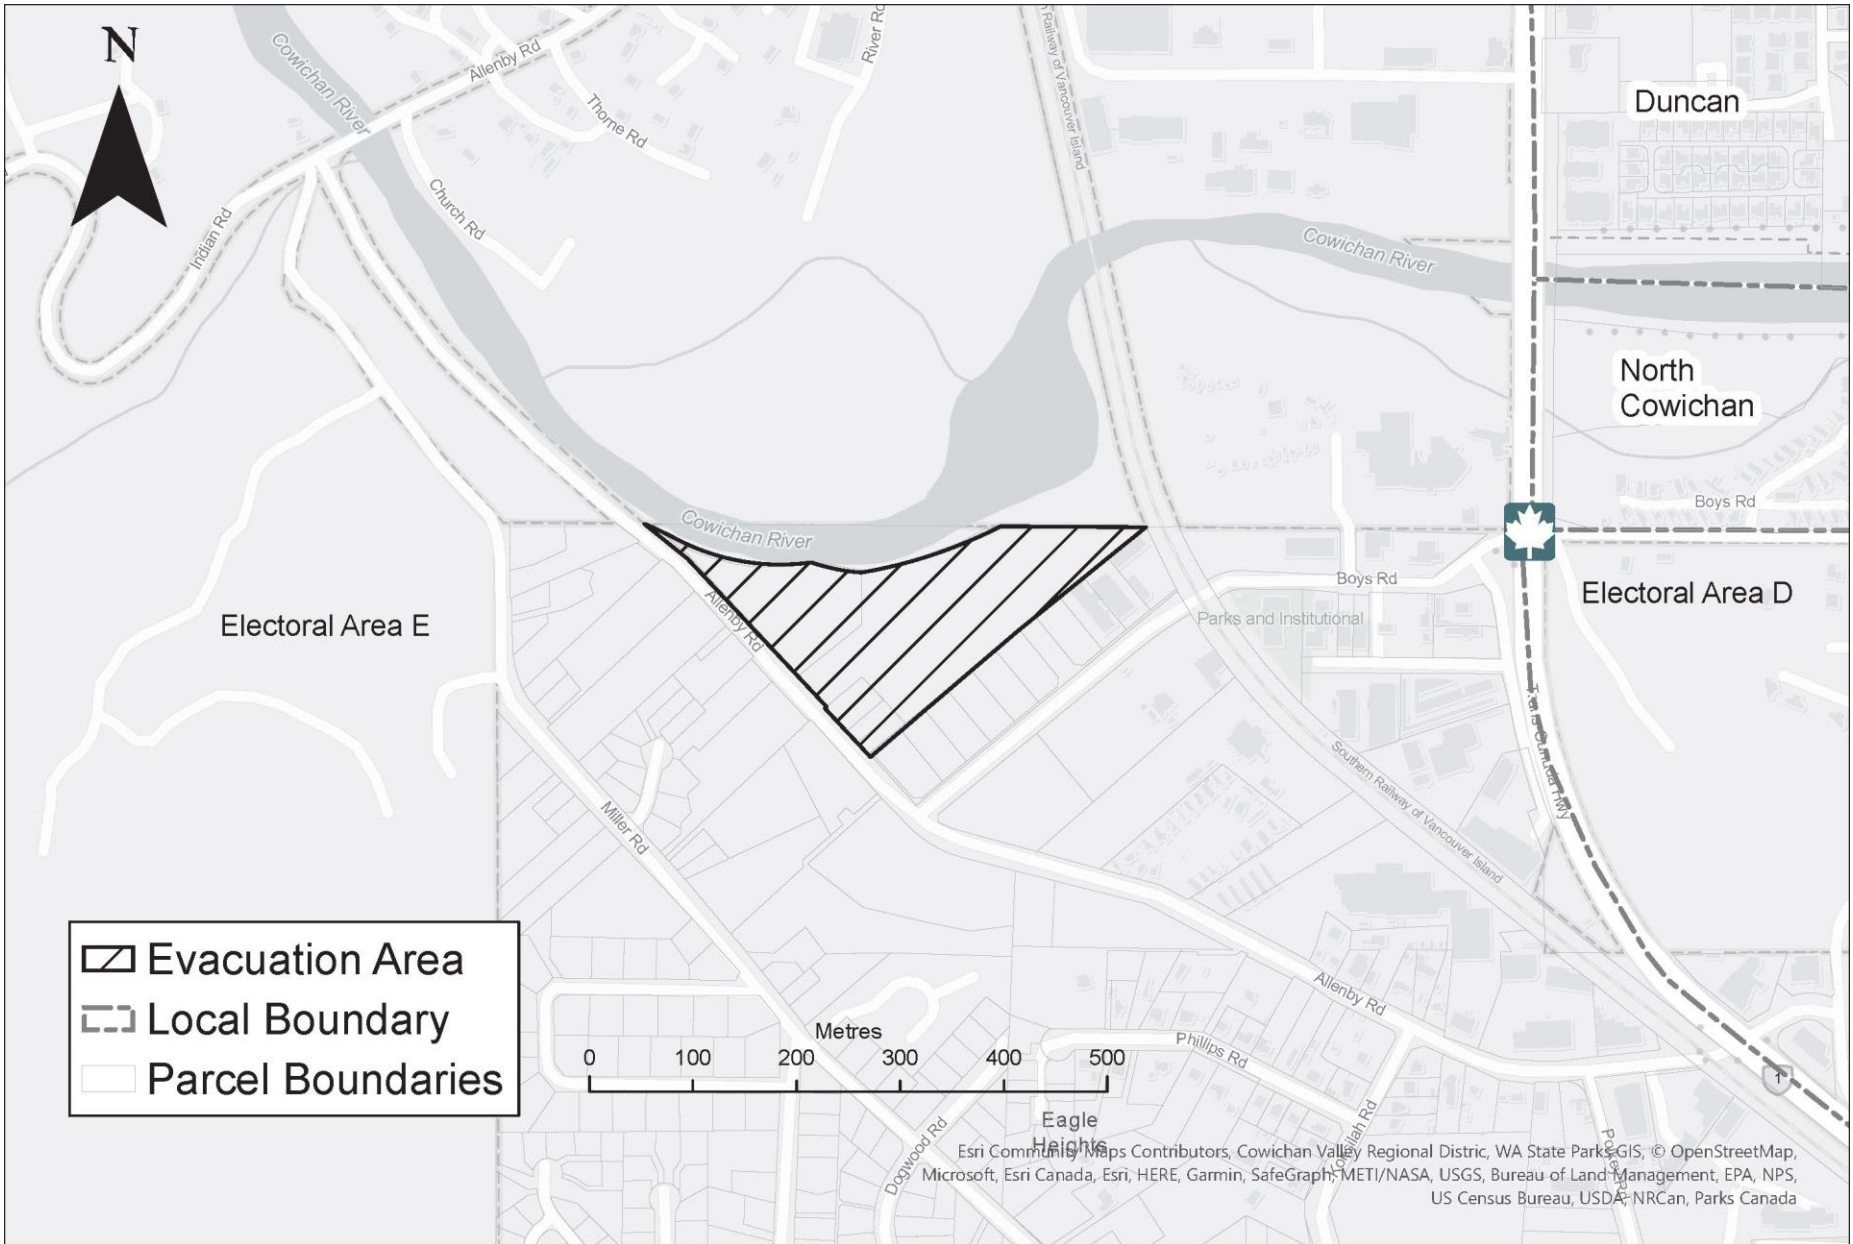 N
Cowichan River
Allenby Rd
River Rd
n Railway of Vancouver Island
Duncan
Thorne Rd
Church Rd
Indian Rd
Cowichan River
North
Cowichan
Boys Rd
Cowichan River
Boys Rd
Electoral Area D
Allenby Rd
Parks and Institutional
Electoral Area E
Trans-Canada Hwy
Southern Railway of Vancouver Island
Miller Rd
Evacuation Area
Local Boundary
Parcel Boundaries
Metres
0 100 200 300 400 500
Allenby Rd
Phillips Rd
1
Eagle
Heights
Dogwood Rd
Esri Community Maps Contributors, Cowichan Valley Regional Distric, WA State Parks GIS, © OpenStreetMap,
Microsoft, Esri Canada, Esri, HERE, Garmin, SafeGraph, METI/NASA, USGS, Bureau of Land Management, EPA, NPS,
US Census Bureau, USDA, NRCan, Parks Canada